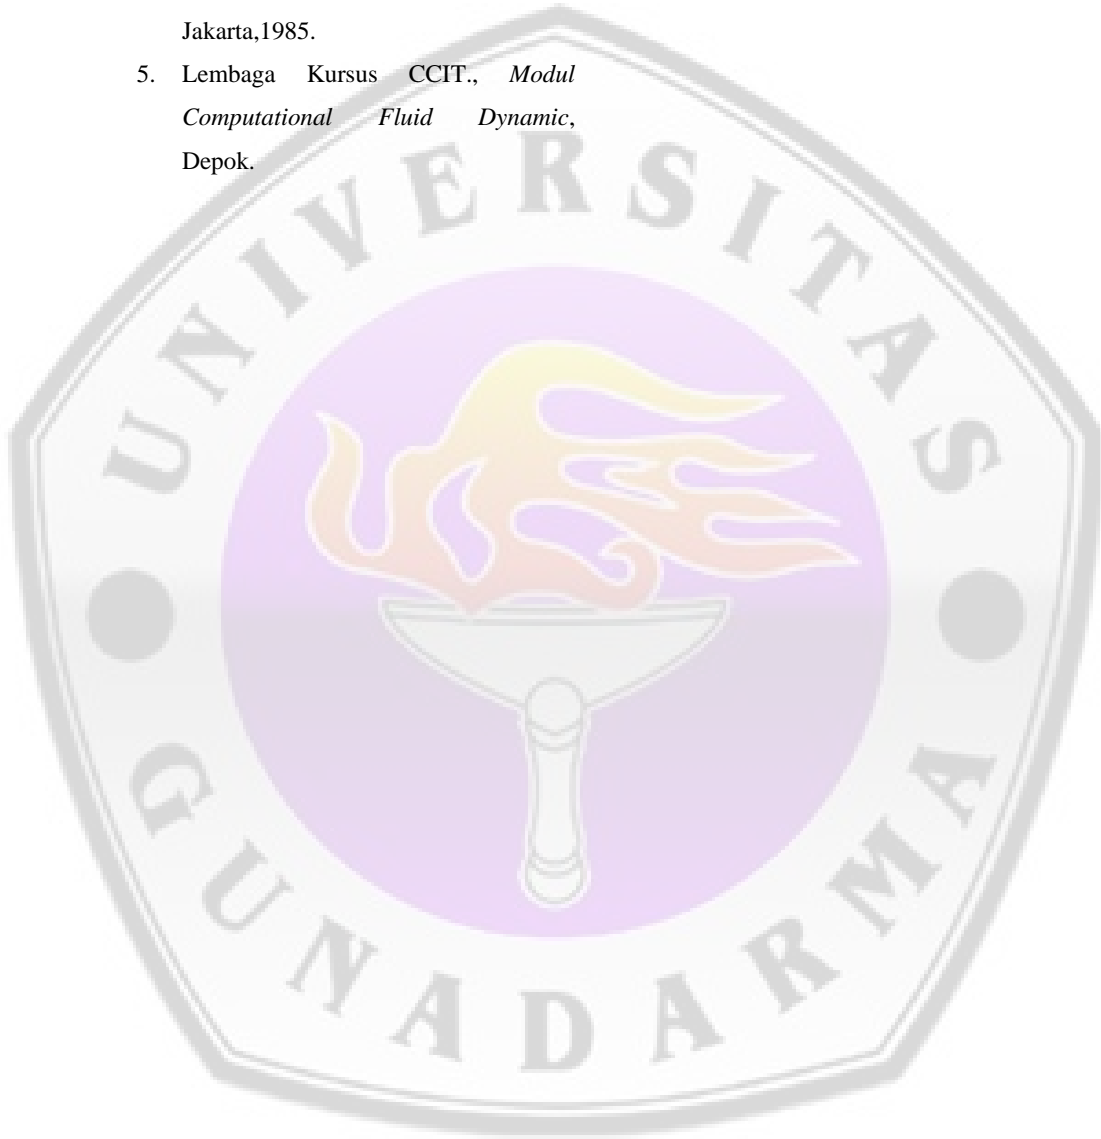 Jakarta,1985.
5. Lembaga Kursus CCIT., Modul
Computational Fluid Dynamic,
Depok.
UNIVERSITAS
GUNADARMA